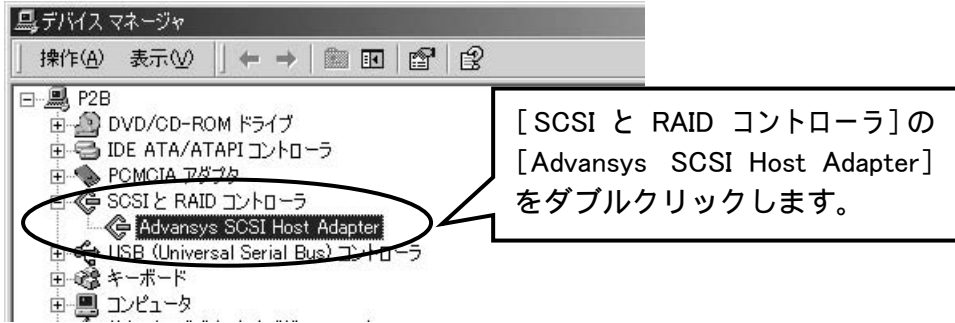 デバイス マネージャ
操作(A) 表示(V)
P2B
DVD/CD-ROM ドライブ
IDE ATA/ATAPI コントローラ
PCMCIA アダプタ
SCSI と RAID コントローラ
Advansys SCSI Host Adapter
USB (Universal Serial Bus) コントローラ
キーボード
コンピュータ
[SCSI と RAID コントローラ]の
[Advansys SCSI Host Adapter]
をダブルクリックします。